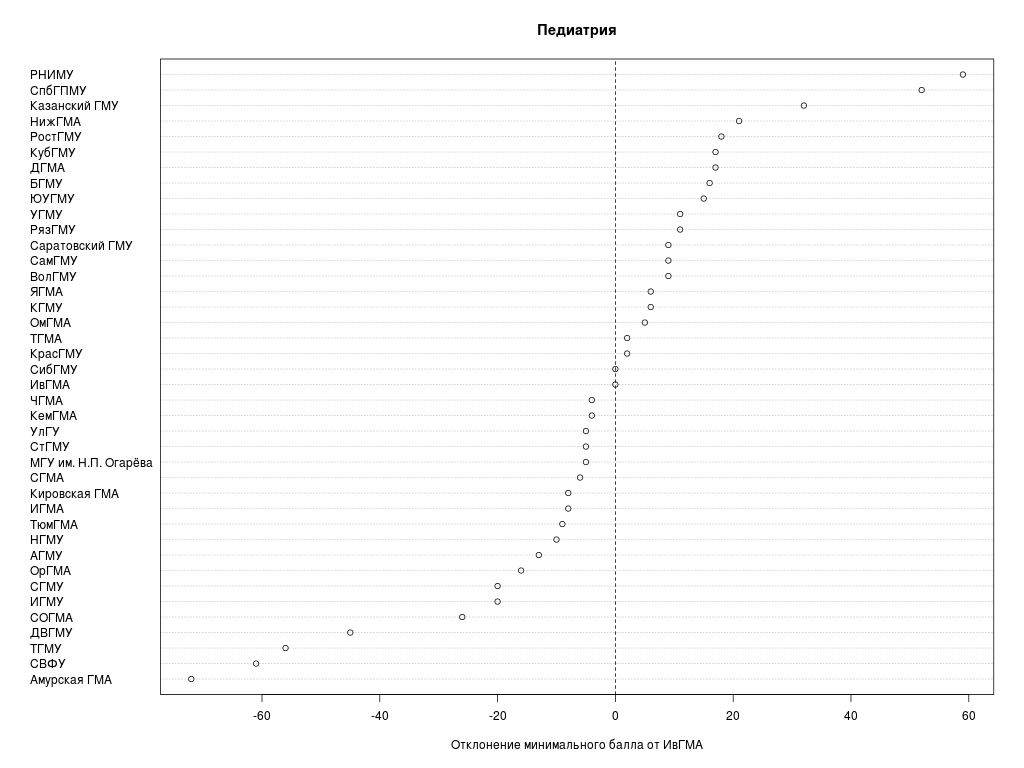 Педиатрия
РНИМУ
СпбГПМУ
Казанский ГМУ
НижГМА
РостГМУ
КубГМУ
ДГМА
БГМУ
ЮУГМУ
УГМУ
РязГМУ
Саратовский ГМУ
СамГМУ
ВолГМУ
ЯГМА
КГМУ
ОмГМА
ТГМА
КрасГМУ
СибГМУ
ИвГМА
ЧГМА
КемГМА
УлГУ
СтГМУ
МГУ им. Н.П. Огарёва
СГМА
Кировская ГМА
ИГМА
ТюмГМА
НГМУ
АГМУ
ОрГМА
СГМУ
ИГМУ
СОГМА
ДВГМУ
ТГМУ
СВФУ
Амурская ГМА
-60 -40 -20 0 20 40 60
Отклонение минимального балла от ИвГМА